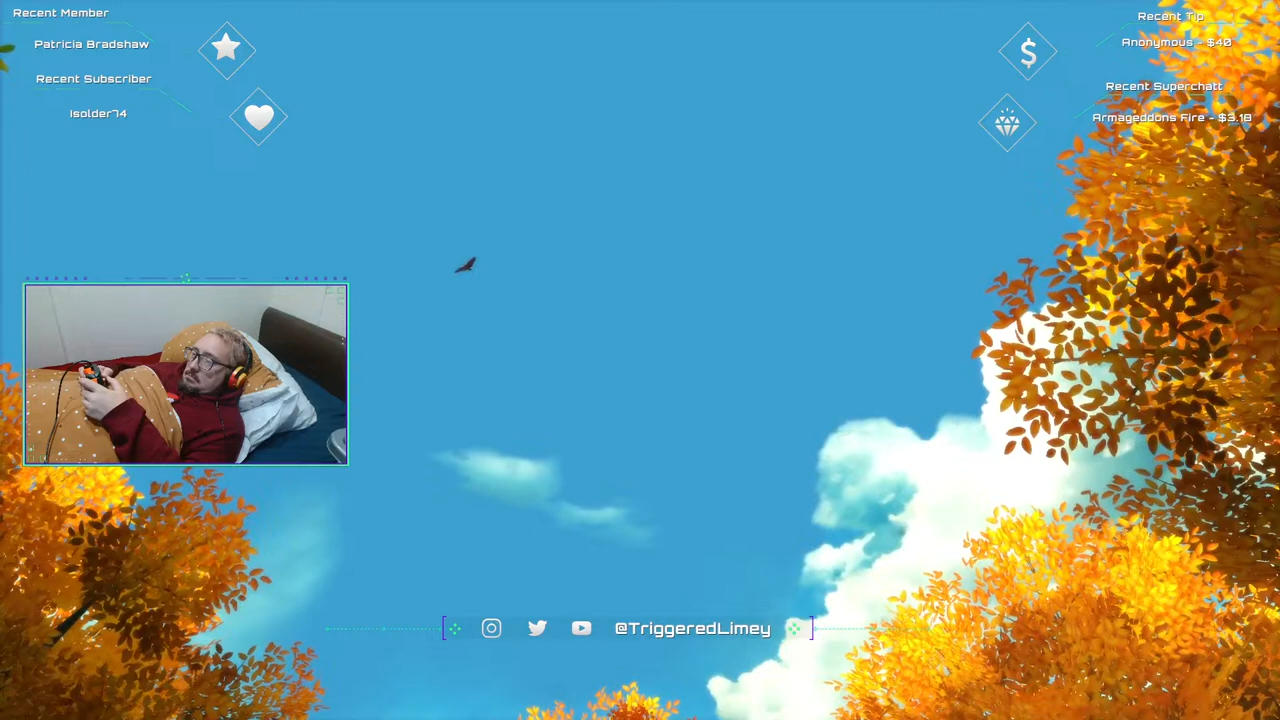 Recent Member
Patricia Bradshaw
Recent Subscriber
Isolder74
Recent Tip
Anonymous - $40
Recent Superchatt
Armageddons Fire - $3.18
@TriggeredLimey